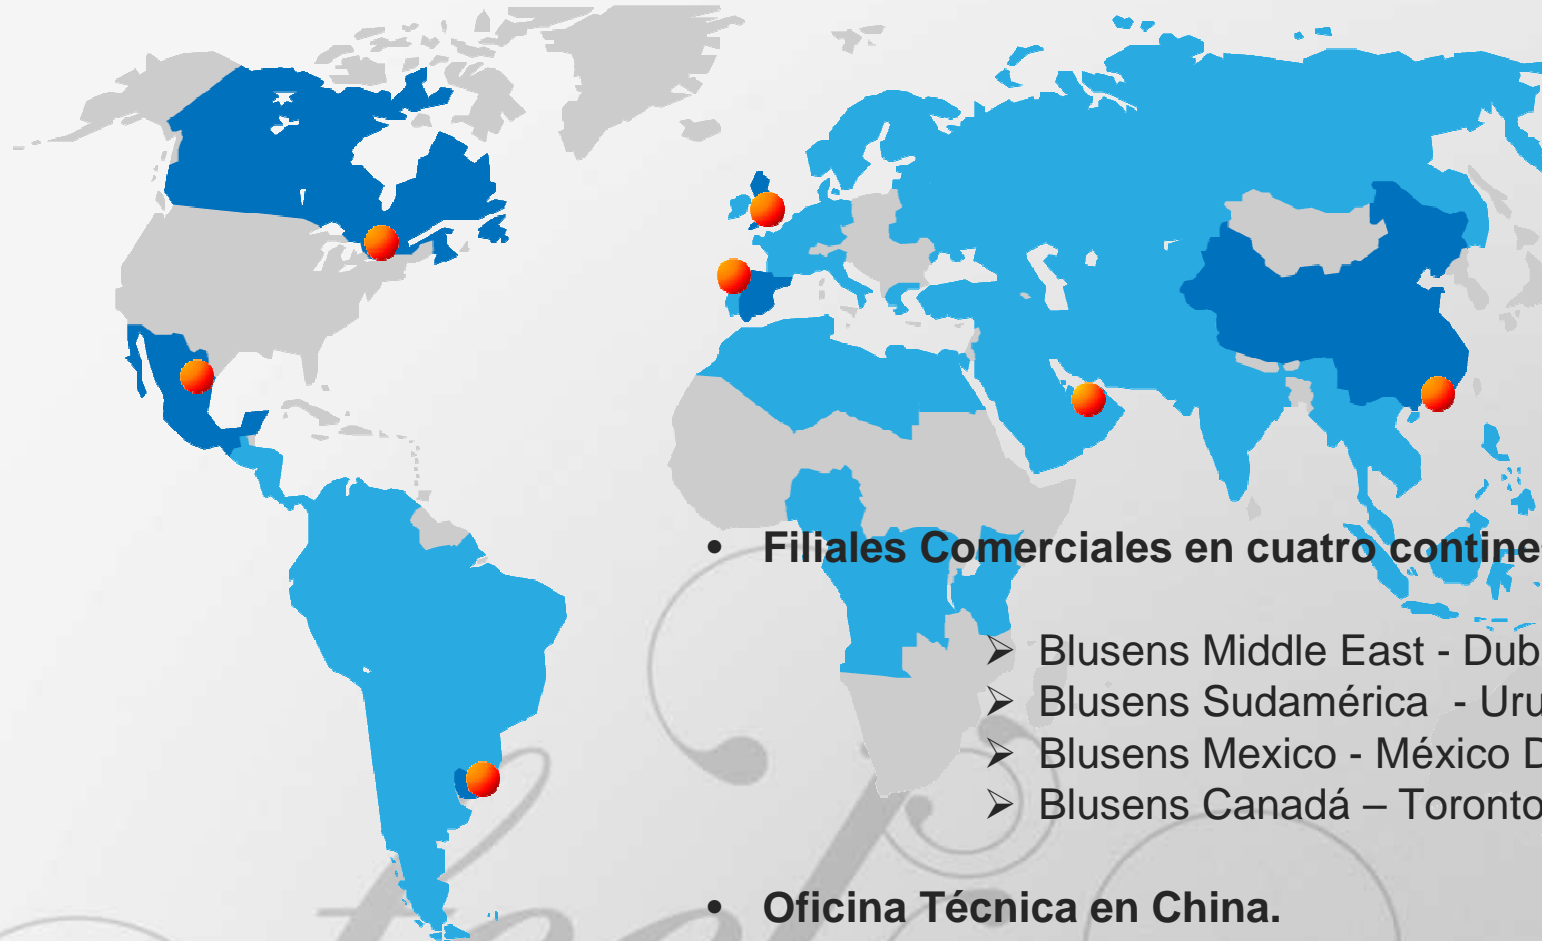 • Filiales Comerciales en cuatro contine
➢ Blusens Middle East - Dub
➢ Blusens Sudamérica - Uru
➢ Blusens Mexico - México D
➢ Blusens Canadá – Toronto
• Oficina Técnica en China.